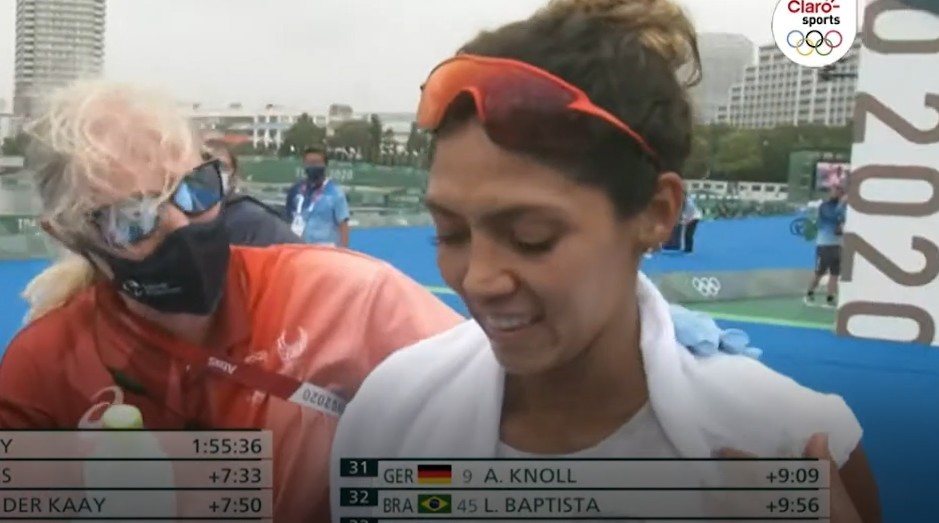 Claro-
sports
2020
Y 1:55:36
S +7:33
DER KAAY +7:50
31 GER 9 A. KNOLL +9:09
32 BRA 45 L. BAPTISTA +9:56